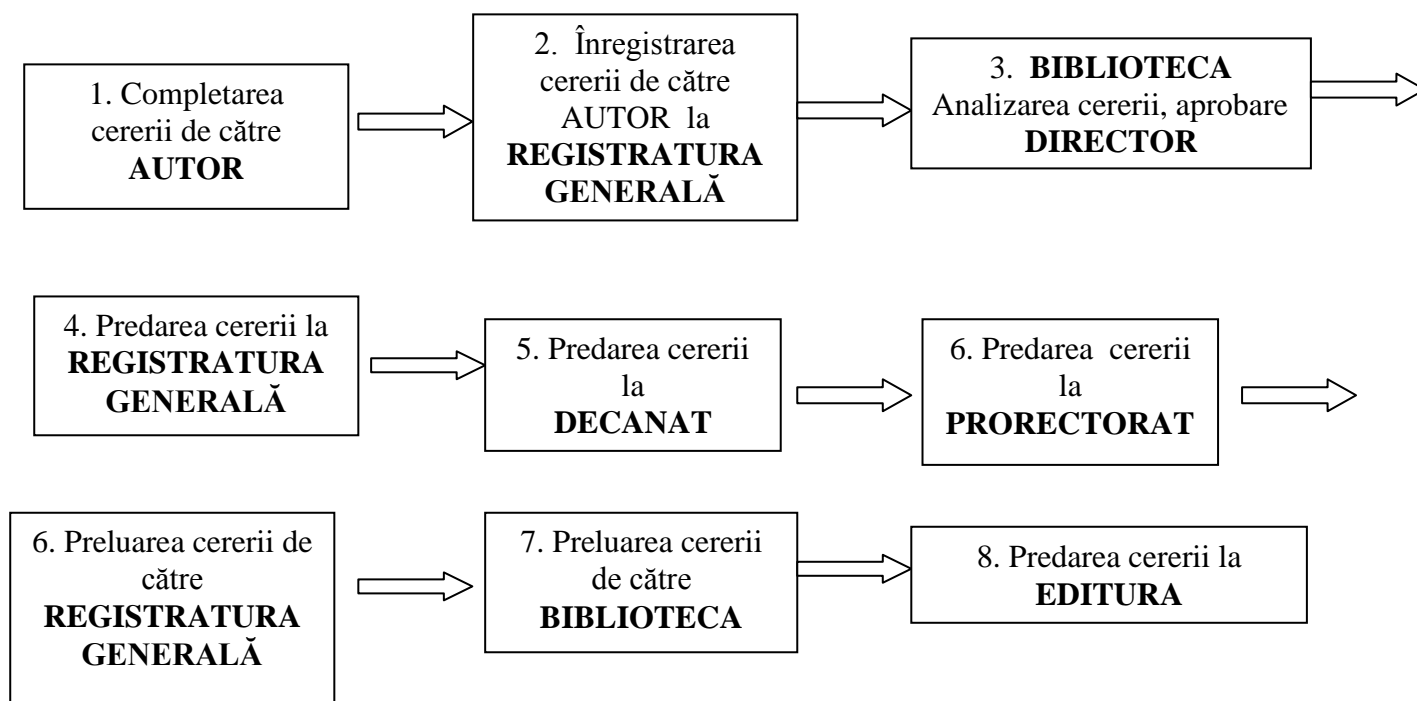 1. Completarea
cererii de către
AUTOR
2. Înregistrarea
cererii de către
AUTOR la
REGISTRATURA
GENERALĂ
3. BIBLIOTECA
Analizarea cererii, aprobare
DIRECTOR
4. Predarea cererii la
REGISTRATURA
GENERALĂ
5. Predarea cererii
la
DECANAT
6. Predarea cererii
la
PRORECTORAT
6. Preluarea cererii de
către
REGISTRATURA
GENERALĂ
7. Preluarea cererii
de către
BIBLIOTECA
8. Predarea cererii la
EDITURA